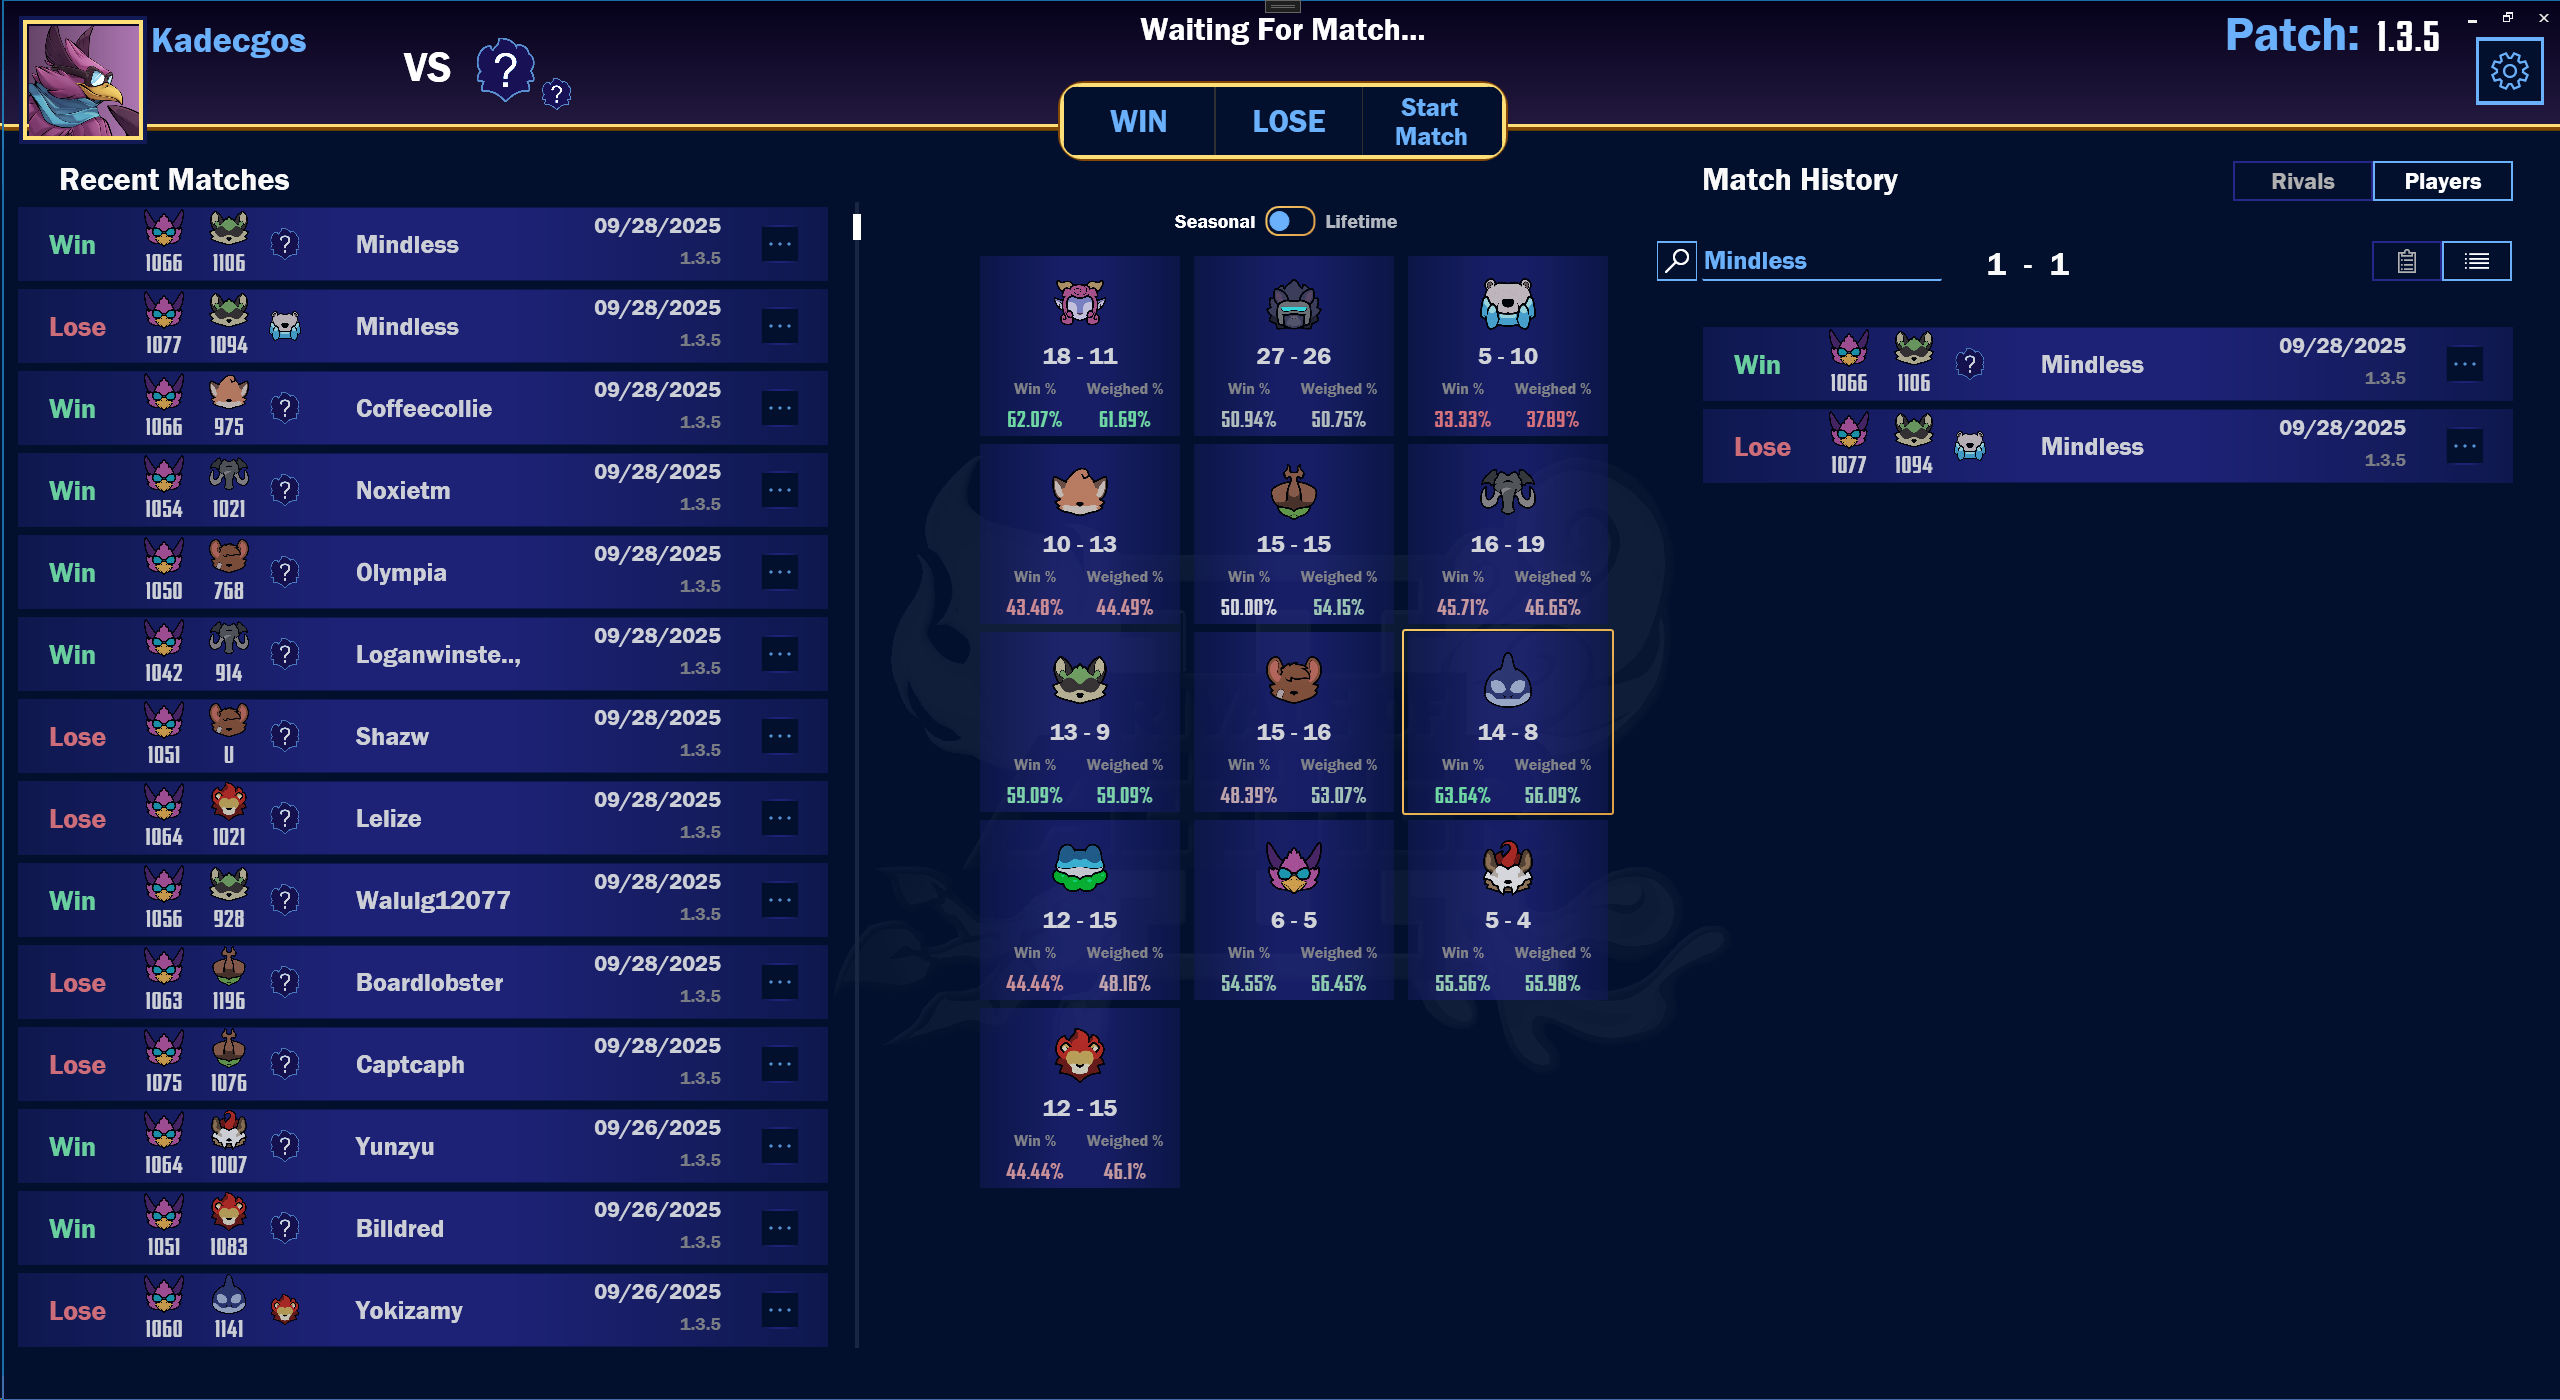 Kadecgos
VS
?
?
Waiting For Match...
Patch: 1.3.5
WIN
LOSE
Start
Match
Recent Matches
Win
1066
1106
?
Mindless
09/28/2025
1.3.5
Lose
1077
1094
Mindless
09/28/2025
1.3.5
Win
1066
975
?
Coffeecollie
09/28/2025
1.3.5
Win
1054
1021
?
Noxietm
09/28/2025
1.3.5
Win
1050
768
?
Olympia
09/28/2025
1.3.5
Win
1042
914
?
Loganwinste..,
09/28/2025
1.3.5
Lose
1051
U
?
Shazw
09/28/2025
1.3.5
Lose
1064
1021
?
Lelize
09/28/2025
1.3.5
Win
1056
928
?
Walulg12077
09/28/2025
1.3.5
Lose
1063
1196
?
Boardlobster
09/28/2025
1.3.5
Lose
1075
1076
?
Captcaph
09/28/2025
1.3.5
Win
1064
1007
?
Yunzyu
09/26/2025
1.3.5
Win
1051
1083
?
Billdred
09/26/2025
1.3.5
Lose
1060
1141
Yokizamy
09/26/2025
1.3.5
Seasonal
Lifetime
18 - 11
Win % Weighed %
62.07% 61.69%
27 - 26
Win % Weighed %
50.94% 50.75%
5 - 10
Win % Weighed %
33.33% 37.89%
10 - 13
Win % Weighed %
43.48% 44.49%
15 - 15
Win % Weighed %
50.00% 54.15%
16 - 19
Win % Weighed %
45.71% 46.65%
13 - 9
Win % Weighed %
59.09% 59.09%
15 - 16
Win % Weighed %
48.39% 53.07%
14 - 8
Win % Weighed %
63.64% 56.09%
12 - 15
Win % Weighed %
44.44% 48.16%
6 - 5
Win % Weighed %
54.55% 56.45%
5 - 4
Win % Weighed %
55.56% 55.98%
12 - 15
Win % Weighed %
44.44% 46.1%
Match History
Rivals
Players
Mindless
1 - 1
Win
1066
1106
?
Mindless
09/28/2025
1.3.5
Lose
1077
1094
Mindless
09/28/2025
1.3.5